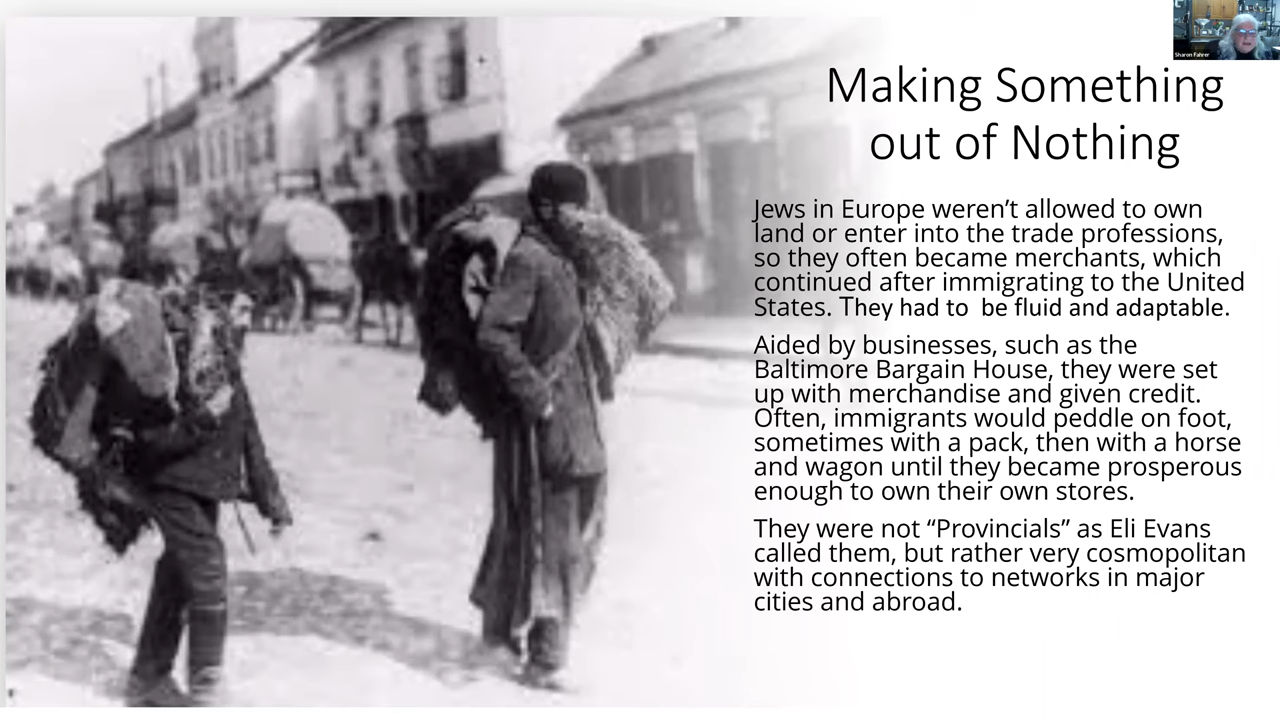 Sharon Fahrer
Making Something
out of Nothing
Jews in Europe weren’t allowed to own
land or enter into the trade professions,
so they often became merchants, which
continued after immigrating to the United
States. They had to  be fluid and adaptable.
Aided by businesses, such as the
Baltimore Bargain House, they were set
up with merchandise and given credit.
Often, immigrants would peddle on foot,
sometimes with a pack, then with a horse
and wagon until they became prosperous
enough to own their own stores.
They were not “Provincials” as Eli Evans
called them, but rather very cosmopolitan
with connections to networks in major
cities and abroad.